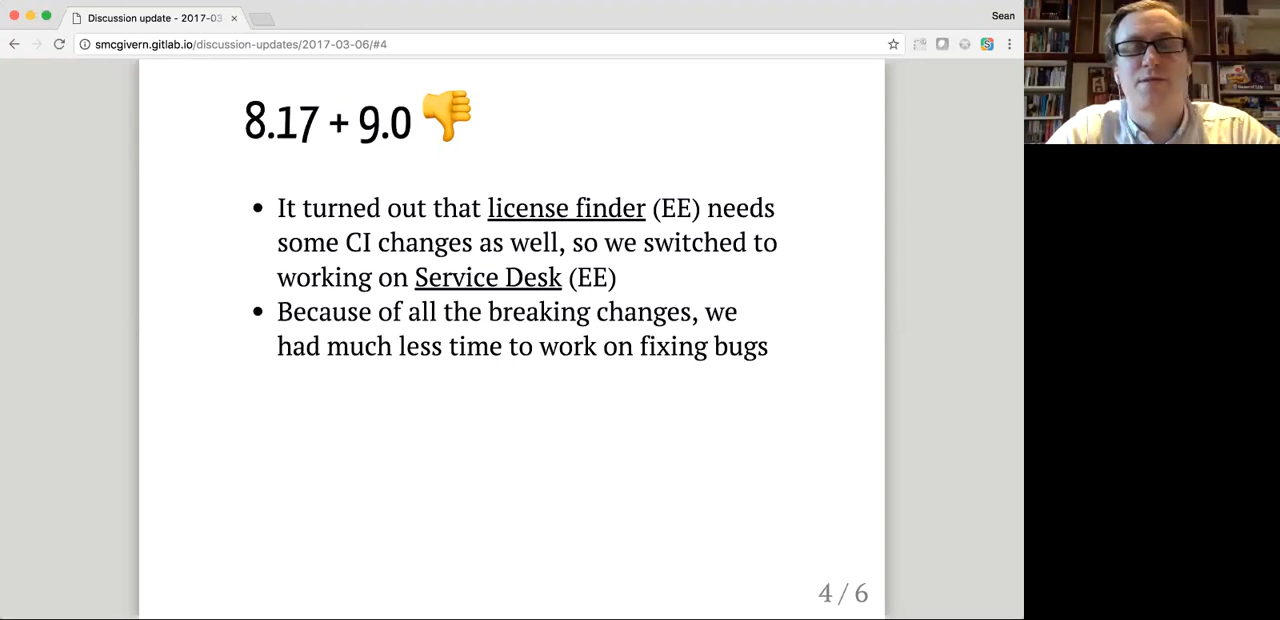 Discussion update - 2017-03
Sean
smcgivern.gitlab.io/discussion-updates/2017-03-06/#4
8.17 + 9.0 👎
• It turned out that license finder (EE) needs
some CI changes as well, so we switched to
working on Service Desk (EE)
• Because of all the breaking changes, we
had much less time to work on fixing bugs
4 / 6